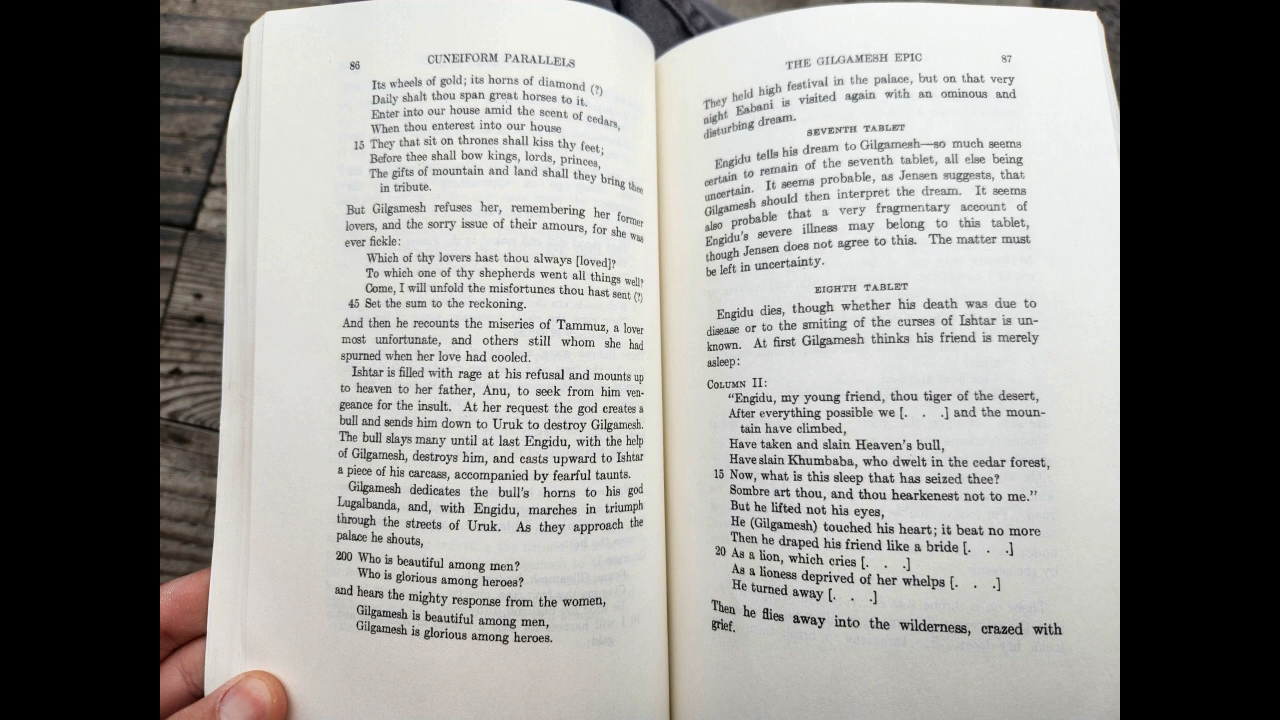 86
CUNEIFORM PARALLELS
Its wheels of gold; its horns of diamond (?)
Daily shalt thou span great horses to it.
Enter into our house amid the scent of cedars,
When thou enterest into our house
15 They that sit on thrones shall kiss thy feet;
Before thee shall bow kings, lords, princes,
The gifts of mountain and land shall they bring thee
in tribute.
But Gilgamesh refuses her, remembering her former
lovers, and the sorry issue of their amours, for she was
ever fickle:
Which of thy lovers hast thou always [loved]?
To which one of thy shepherds went all things well?
Come, I will unfold the misfortunes thou hast sent (?)
45 Set the sum to the reckoning.
And then he recounts the miseries of Tammuz, a lover
most unfortunate, and others still whom she had
spurned when her love had cooled.
Ishtar is filled with rage at his refusal and mounts up
to heaven to her father, Anu, to seek from him ven-
geance for the insult. At her request the god creates a
bull and sends him down to Uruk to destroy Gilgamesh.
The bull slays many until at last Engidu, with the help
of Gilgamesh, destroys him, and casts upward to Ishtar
a piece of his carcass, accompanied by fearful taunts.
Gilgamesh dedicates the bull's horns to his god
Lugalbanda, and, with Engidu, marches in triumph
through the streets of Uruk. As they approach the
palace he shouts,
200 Who is beautiful among men?
Who is glorious among heroes?
and hears the mighty response from the women,
Gilgamesh is beautiful among men,
Gilgamesh is glorious among heroes.
THE GILGAMESH EPIC
87
They held high festival in the palace, but on that very
night Eabani is visited again with an ominous and
disturbing dream.
SEVENTH TABLET
Engidu tells his dream to Gilgamesh—so much seems
certain to remain of the seventh tablet, all else being
uncertain. It seems probable, as Jensen suggests, that
Gilgamesh should then interpret the dream. It seems
also probable that a very fragmentary account of
Engidu's severe illness may belong to this tablet,
though Jensen does not agree to this. The matter must
be left in uncertainty.
EIGHTH TABLET
Engidu dies, though whether his death was due to
disease or to the smiting of the curses of Ishtar is un-
known. At first Gilgamesh thinks his friend is merely
asleep:
COLUMN II:
"Engidu, my young friend, thou tiger of the desert,
After everything possible we [. . .] and the moun-
tain have climbed,
Have taken and slain Heaven's bull,
Have slain Khumbaba, who dwelt in the cedar forest,
15 Now, what is this sleep that has seized thee?
Sombre art thou, and thou hearkenest not to me."
But he lifted not his eyes,
He (Gilgamesh) touched his heart; it beat no more
Then he draped his friend like a bride [. . .]
20 As a lion, which cries [. . .]
As a lioness deprived of her whelps [. . .]
He turned away [. . .]
Then he flies away into the wilderness, crazed with
grief.